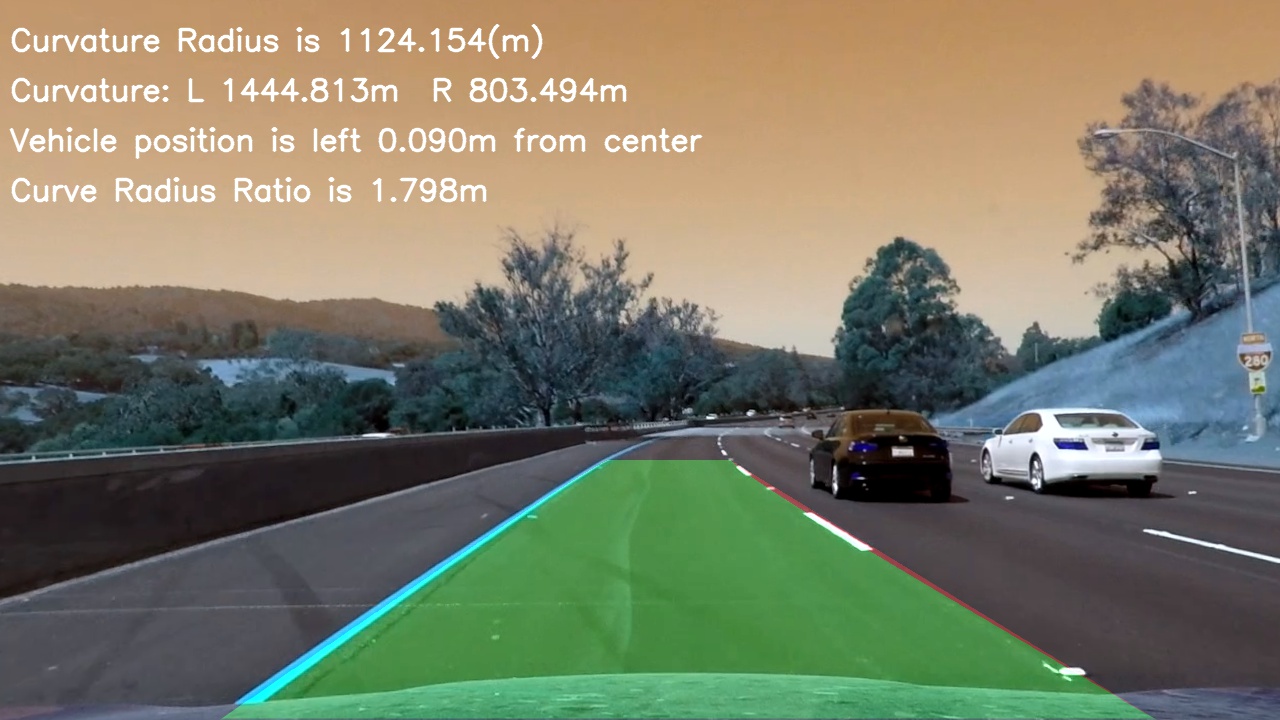 Curvature Radius is 1124.154(m)
Curvature: L 1444.813m R 803.494m
Vehicle position is left 0.090m from center
Curve Radius Ratio is 1.798m
NORTH
280